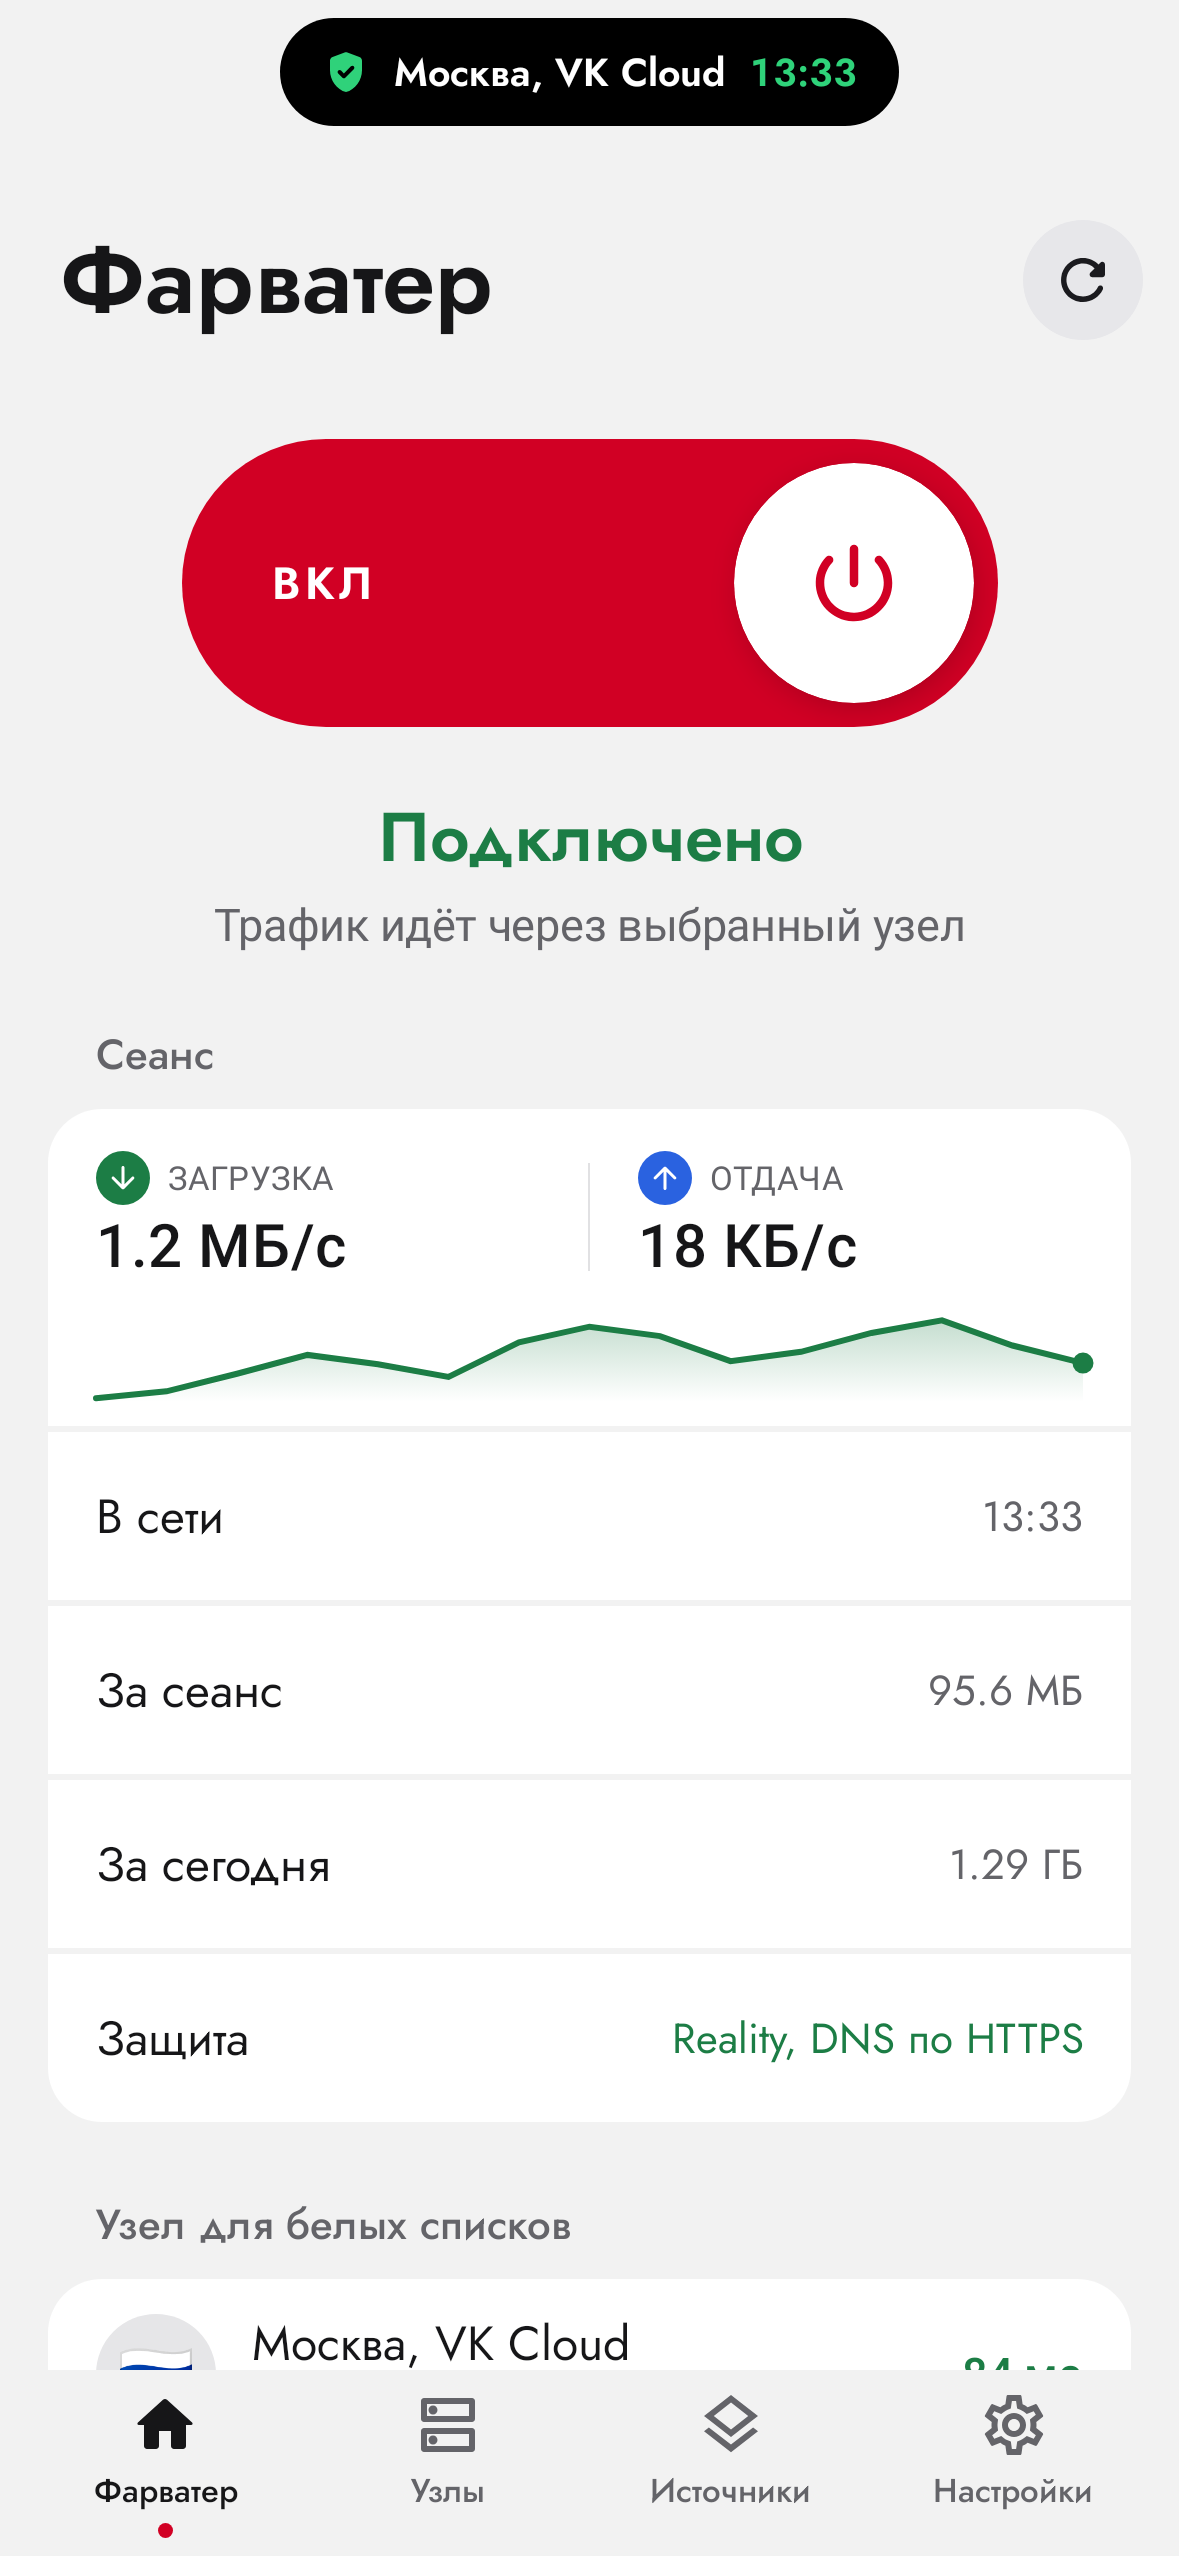 Москва, VK Cloud 13:33
Фарватер
ВКЛ
Подключено
Трафик идёт через выбранный узел
Сеанс
ЗАГРУЗКА
1.2 МБ/с
ОТДАЧА
18 КБ/с
В сети 13:33
За сеанс 95.6 МБ
За сегодня 1.29 ГБ
Защита Reality, DNS по HTTPS
Узел для белых списков
Москва, VK Cloud
Фарватер
Узлы
Источники
Настройки